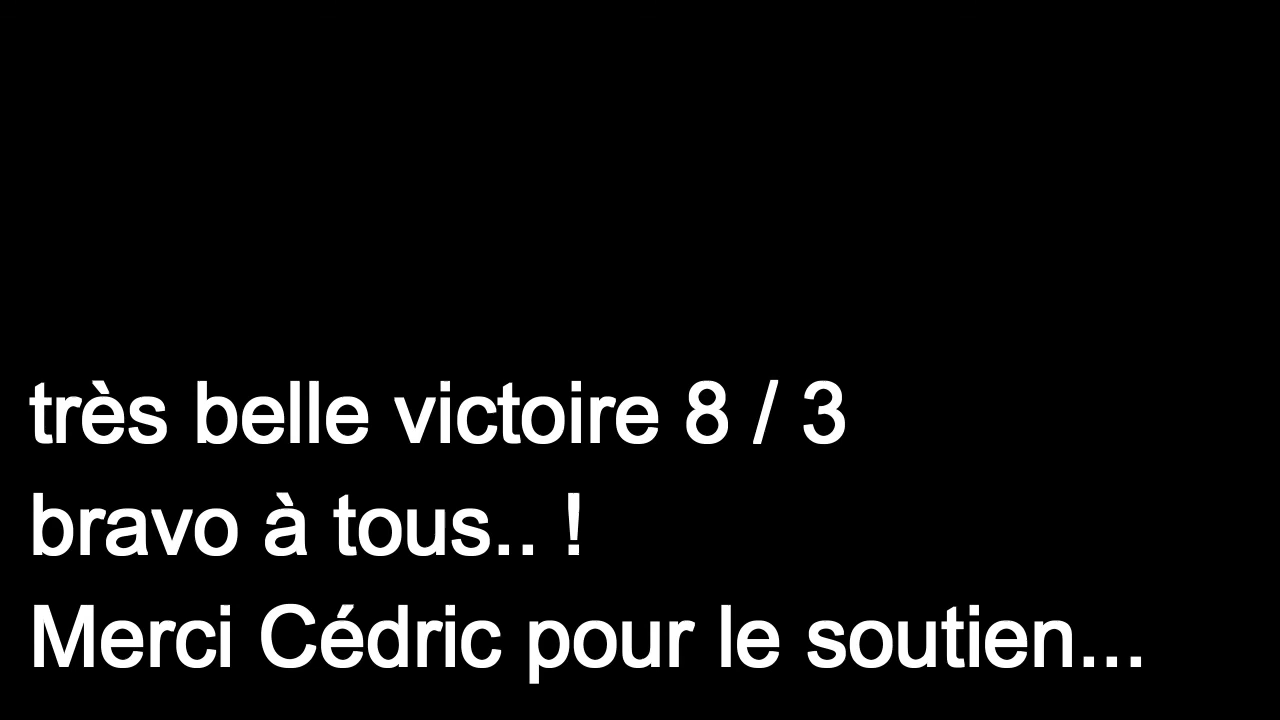 très belle victoire 8 / 3
bravo à tous.. !
Merci Cédric pour le soutien...